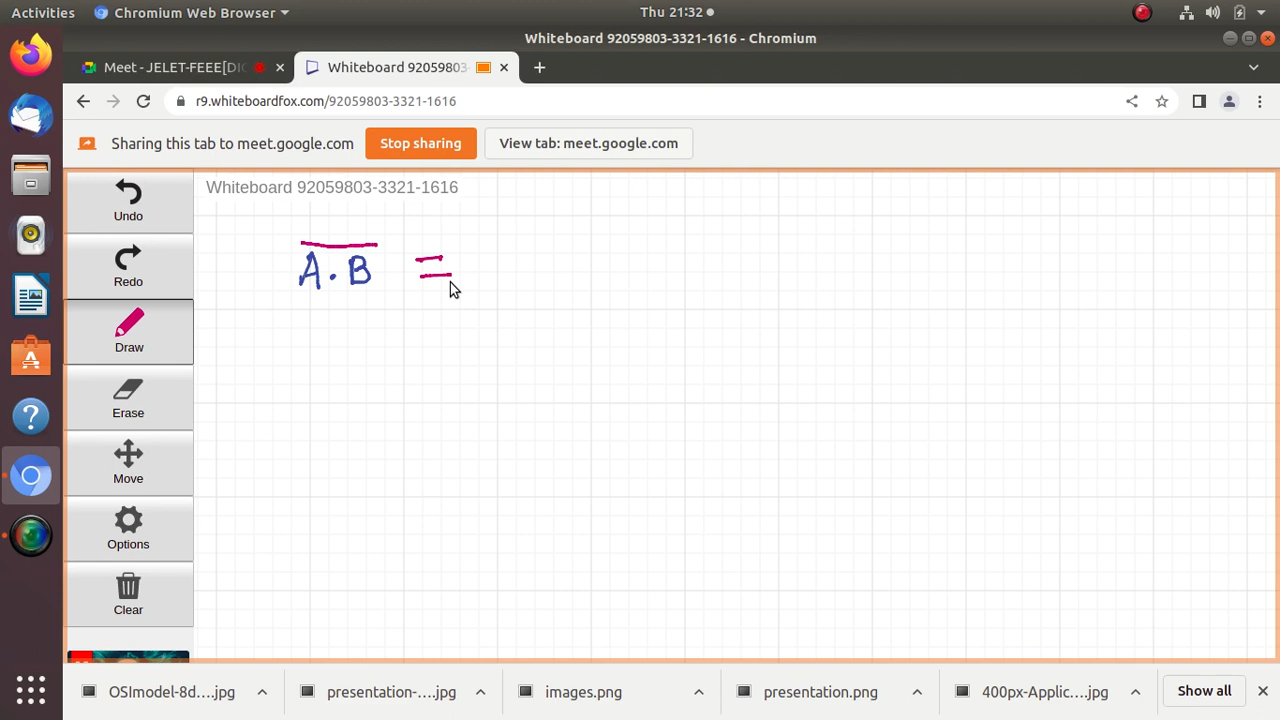 Activities Chromium Web Browser Thu 21:32
Whiteboard 92059803-3321-1616 - Chromium
Meet - JELET-FEEE[DIC Whiteboard 92059803-
r9.whiteboardfox.com/92059803-3321-1616
Sharing this tab to meet.google.com Stop sharing View tab: meet.google.com
Whiteboard 92059803-3321-1616
Undo
Redo
Draw
Erase
Move
Options
Clear
A̅ ̅·̅ ̅B̅ =
OSImodel-8d....jpg presentation-....jpg images.png presentation.png 400px-Applic....jpg Show all